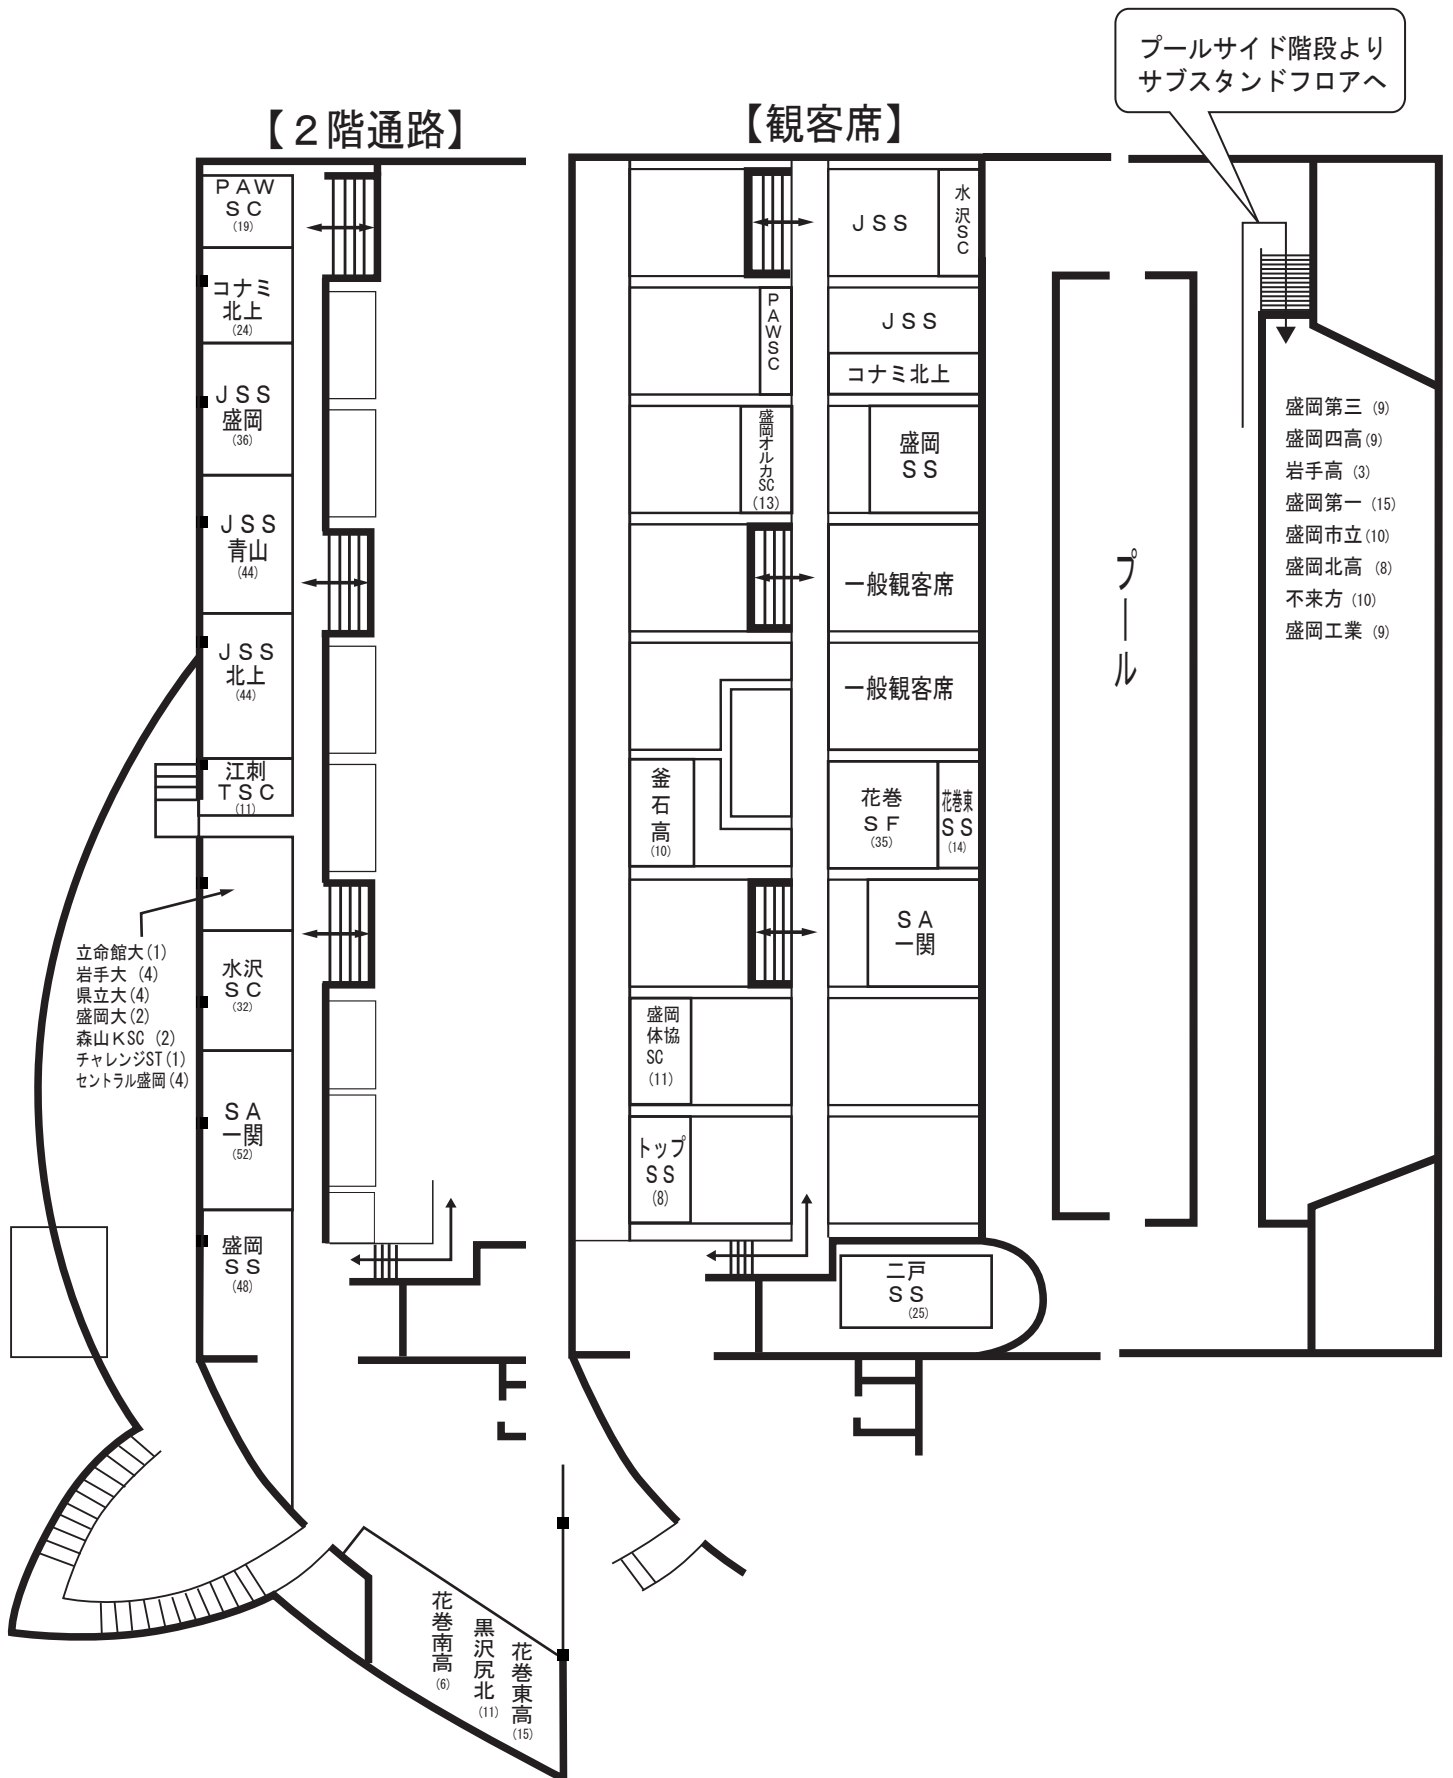 プールサイド階段より
サブスタンドフロアへ
【２階通路】
ＰＡＷ
ＳＣ
(19)
コナミ
北上
(24)
ＪＳＳ
盛岡
(36)
ＪＳＳ
青山
(44)
ＪＳＳ
北上
(44)
江刺
ＴＳＣ
(11)
立命館大(1)
岩手大 (4)
県立大(4)
盛岡大(2)
森山ＫSC (2)
チャレンジST(1)
セントラル盛岡(4)
水沢
ＳＣ
(32)
ＳＡ
一関
(52)
盛岡
ＳＳ
(48)
花巻南高
(6)
黒沢尻北
(11)
花巻東高
(15)
【観客席】
ＪＳＳ
水沢SC
PAWSC
ＪＳＳ
コナミ北上
盛岡オルカSC
(13)
盛岡
ＳＳ
一般観客席
一般観客席
釜石高
(10)
花巻
ＳＦ
(35)
花巻東
ＳＳ
(14)
ＳＡ
一関
盛岡
体協
SC
(11)
トップ
ＳＳ
(8)
二戸
ＳＳ
(25)
プール
盛岡第三 (9)
盛岡四高(9)
岩手高 (3)
盛岡第一 (15)
盛岡市立(10)
盛岡北高 (8)
不来方 (10)
盛岡工業 (9)